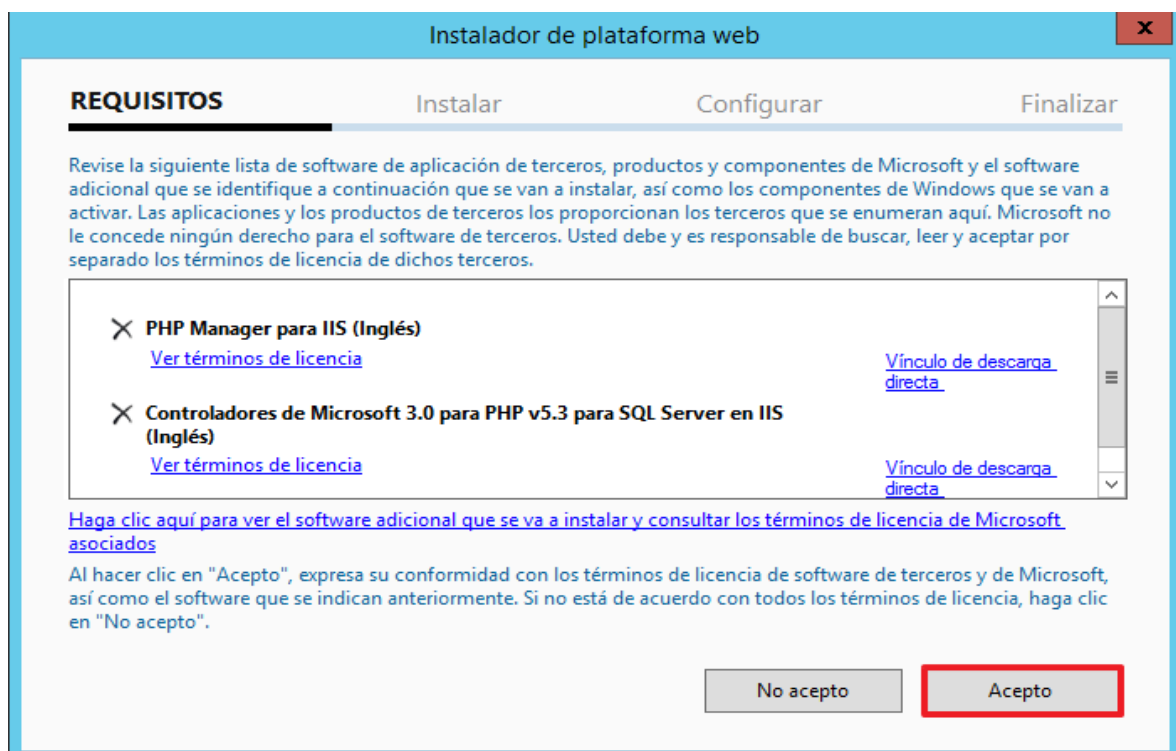 Instalador de plataforma web
x
REQUISITOS
Instalar
Configurar
Finalizar
Revise la siguiente lista de software de aplicación de terceros, productos y componentes de Microsoft y el software
adicional que se identifique a continuación que se van a instalar, así como los componentes de Windows que se van a
activar. Las aplicaciones y los productos de terceros los proporcionan los terceros que se enumeran aquí. Microsoft no
le concede ningún derecho para el software de terceros. Usted debe y es responsable de buscar, leer y aceptar por
separado los términos de licencia de dichos terceros.
PHP Manager para IIS (Inglés)
Ver términos de licencia
Vínculo de descarga
directa
Controladores de Microsoft 3.0 para PHP v5.3 para SQL Server en IIS
(Inglés)
Ver términos de licencia
Vínculo de descarga
directa
Haga clic aquí para ver el software adicional que se va a instalar y consultar los términos de licencia de Microsoft
asociados
Al hacer clic en "Acepto", expresa su conformidad con los términos de licencia de software de terceros y de Microsoft,
así como el software que se indican anteriormente. Si no está de acuerdo con todos los términos de licencia, haga clic
en "No acepto".
No acepto
Acepto